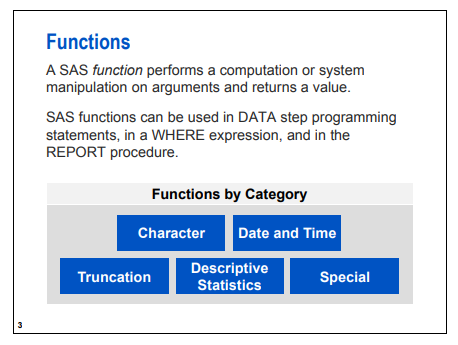 Functions
A SAS function performs a computation or system
manipulation on arguments and returns a value.
SAS functions can be used in DATA step programming
statements, in a WHERE expression, and in the
REPORT procedure.
Functions by Category
Character
Date and Time
Truncation
Descriptive
Statistics
Special
3